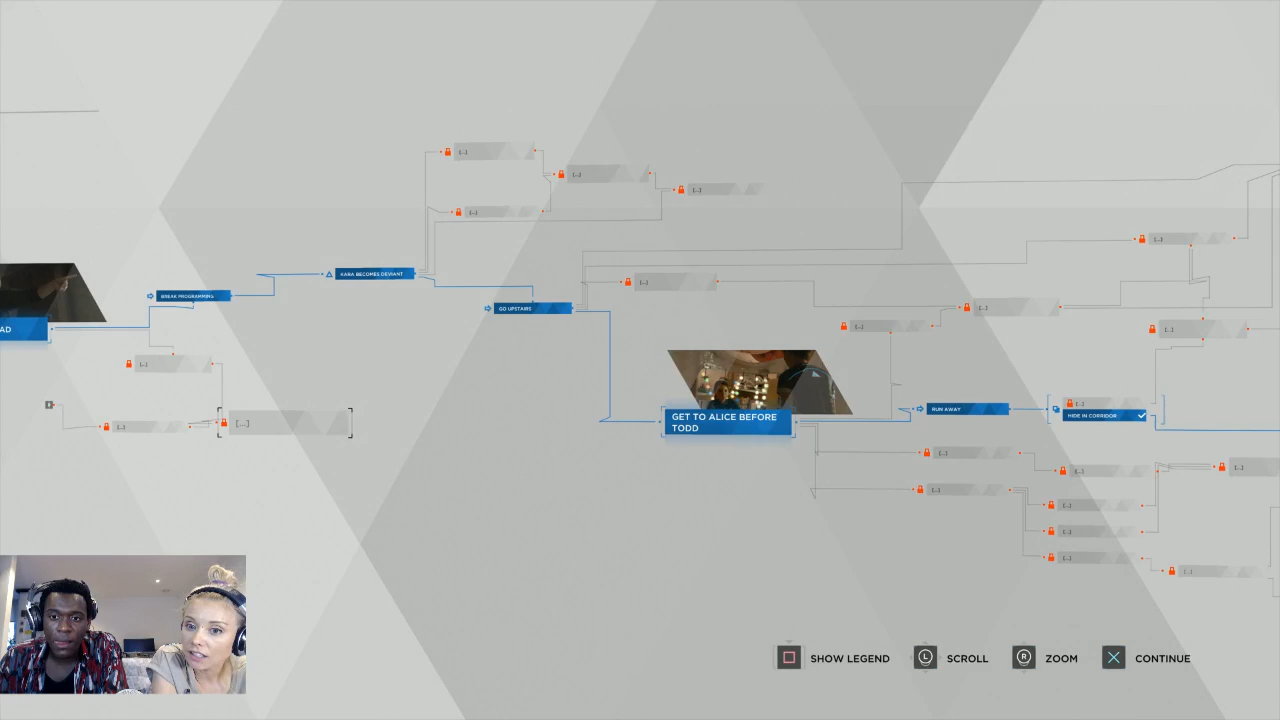 [...]
[...]
[...]
[...]
[...]
KARA BECOMES DEVIANT
[...]
BREAK PROGRAMMING
GO UPSTAIRS
[...]
[...]
[...]
AD
[...]
[...]
RUN AWAY
HIDE IN CORRIDOR
GET TO ALICE BEFORE
TODD
[...]
[...]
[...]
[...]
[...]
[...]
[...]
[...]
[...]
[...]
SHOW LEGEND
L
SCROLL
R
ZOOM
CONTINUE